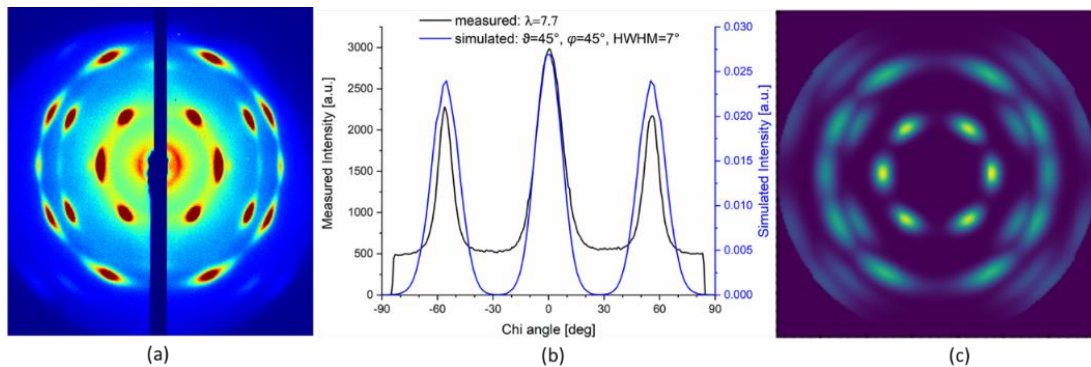 measured: λ=7.7
simulated: ϑ=45°, φ=45°, HWHM=7°
Measured Intensity [a.u.]
3000
2500
2000
1500
1000
500
0
0.030
0.025
0.020
0.015
0.010
0.005
0.000
Simulated Intensity [a.u.]
-90 -60 -30 0 30 60 90
Chi angle [deg]
(a) (b) (c)